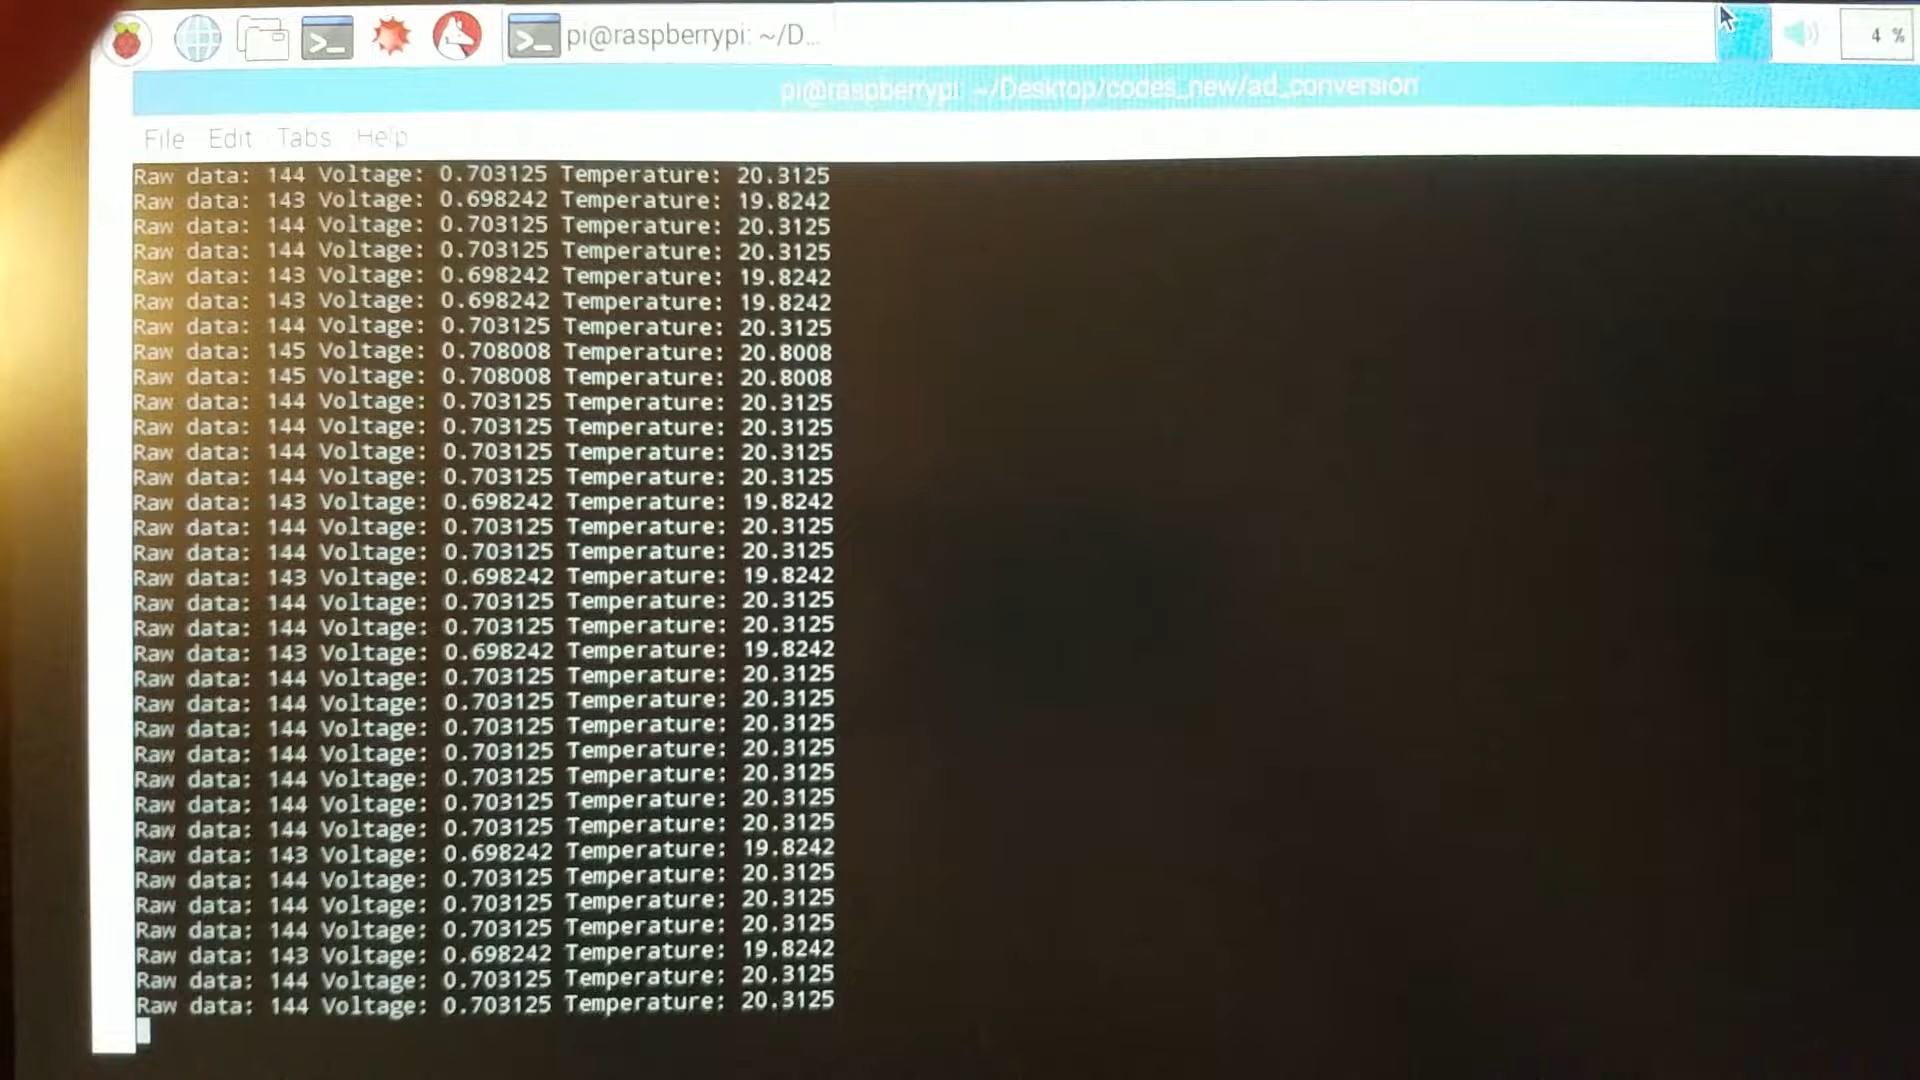 pi@raspberrypi: ~/D...
4 %
pi@raspberrypi: ~/Desktop/codes_new/ad_conversion
File Edit Tabs Help
Raw data: 144 Voltage: 0.703125 Temperature: 20.3125
Raw data: 143 Voltage: 0.698242 Temperature: 19.8242
Raw data: 144 Voltage: 0.703125 Temperature: 20.3125
Raw data: 144 Voltage: 0.703125 Temperature: 20.3125
Raw data: 143 Voltage: 0.698242 Temperature: 19.8242
Raw data: 143 Voltage: 0.698242 Temperature: 19.8242
Raw data: 144 Voltage: 0.703125 Temperature: 20.3125
Raw data: 145 Voltage: 0.708008 Temperature: 20.8008
Raw data: 145 Voltage: 0.708008 Temperature: 20.8008
Raw data: 144 Voltage: 0.703125 Temperature: 20.3125
Raw data: 144 Voltage: 0.703125 Temperature: 20.3125
Raw data: 144 Voltage: 0.703125 Temperature: 20.3125
Raw data: 144 Voltage: 0.703125 Temperature: 20.3125
Raw data: 143 Voltage: 0.698242 Temperature: 19.8242
Raw data: 144 Voltage: 0.703125 Temperature: 20.3125
Raw data: 144 Voltage: 0.703125 Temperature: 20.3125
Raw data: 143 Voltage: 0.698242 Temperature: 19.8242
Raw data: 144 Voltage: 0.703125 Temperature: 20.3125
Raw data: 144 Voltage: 0.703125 Temperature: 20.3125
Raw data: 143 Voltage: 0.698242 Temperature: 19.8242
Raw data: 144 Voltage: 0.703125 Temperature: 20.3125
Raw data: 144 Voltage: 0.703125 Temperature: 20.3125
Raw data: 144 Voltage: 0.703125 Temperature: 20.3125
Raw data: 144 Voltage: 0.703125 Temperature: 20.3125
Raw data: 144 Voltage: 0.703125 Temperature: 20.3125
Raw data: 144 Voltage: 0.703125 Temperature: 20.3125
Raw data: 144 Voltage: 0.703125 Temperature: 20.3125
Raw data: 143 Voltage: 0.698242 Temperature: 19.8242
Raw data: 144 Voltage: 0.703125 Temperature: 20.3125
Raw data: 144 Voltage: 0.703125 Temperature: 20.3125
Raw data: 144 Voltage: 0.703125 Temperature: 20.3125
Raw data: 143 Voltage: 0.698242 Temperature: 19.8242
Raw data: 144 Voltage: 0.703125 Temperature: 20.3125
Raw data: 144 Voltage: 0.703125 Temperature: 20.3125